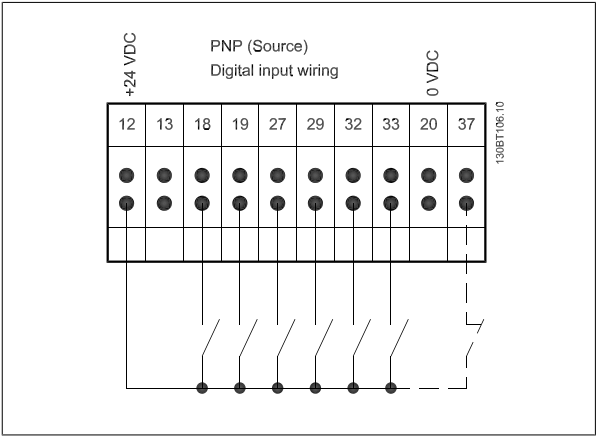 PNP (Source)
Digital input wiring
+24 VDC
0 VDC
12 13 18 19 27 29 32 33 20 37
130BT106.10